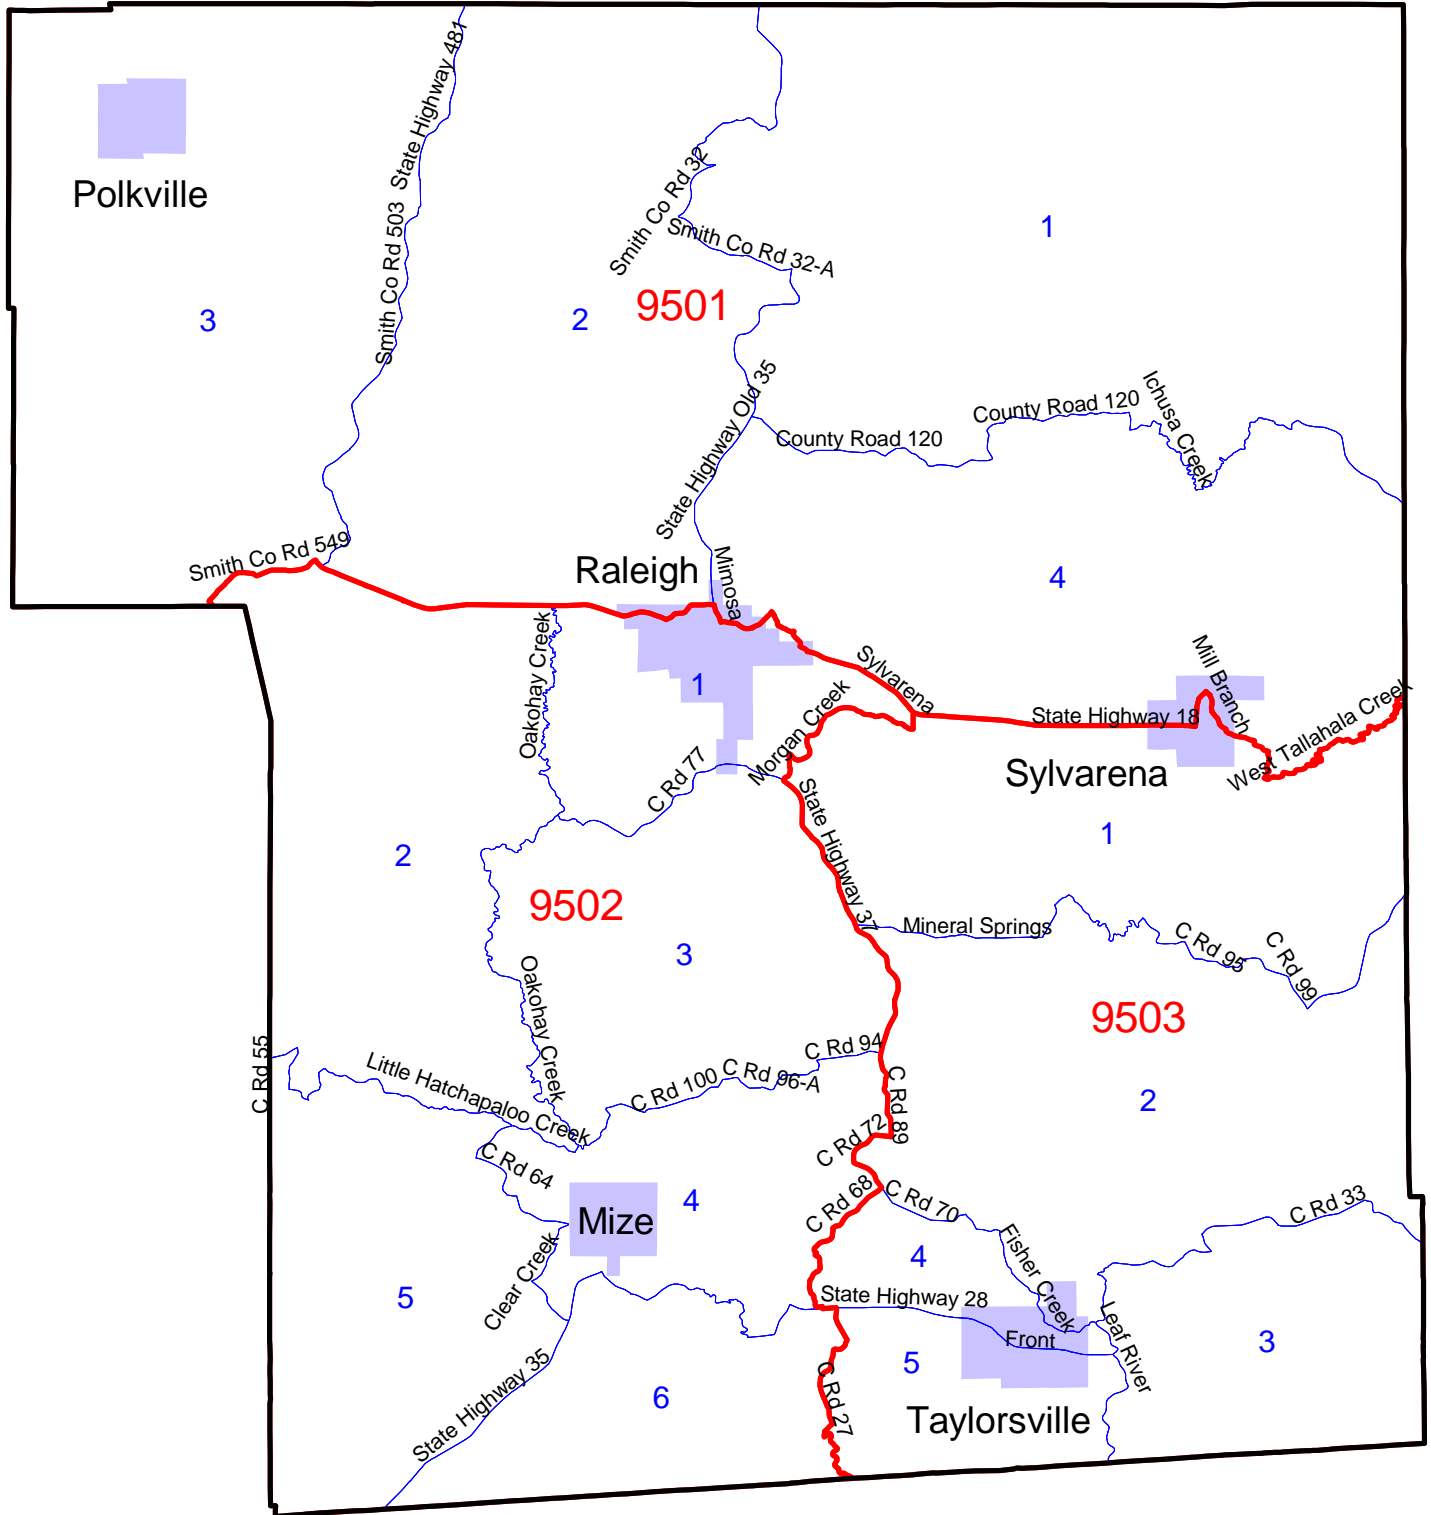 State Highway 481
Polkville
Smith Co Rd 32
Smith Co Rd 503
Smith Co Rd 32-A
1
9501
3
2
State Highway Old 35
Ichusa Creek
County Road 120
County Road 120
Smith Co Rd 549
Raleigh
Mimosa
4
Oakohay Creek
Sylvarena
Mill Branch
1
Morgan Creek
State Highway 18
West Tallahala Creek
Sylvarena
C Rd 77
State Highway 37
1
2
9502
Mineral Springs
3
C Rd 95
C Rd 99
Oakohay Creek
9503
C Rd 55
C Rd 94
Little Hatchapaloo Creek
C Rd 100
C Rd 96-A
C Rd 89
2
C Rd 72
C Rd 64
C Rd 68
C Rd 70
C Rd 33
4
Mize
Fisher Creek
Clear Creek
4
5
State Highway 28
Leaf River
Front
3
State Highway 35
5
C Rd 27
6
Taylorsville